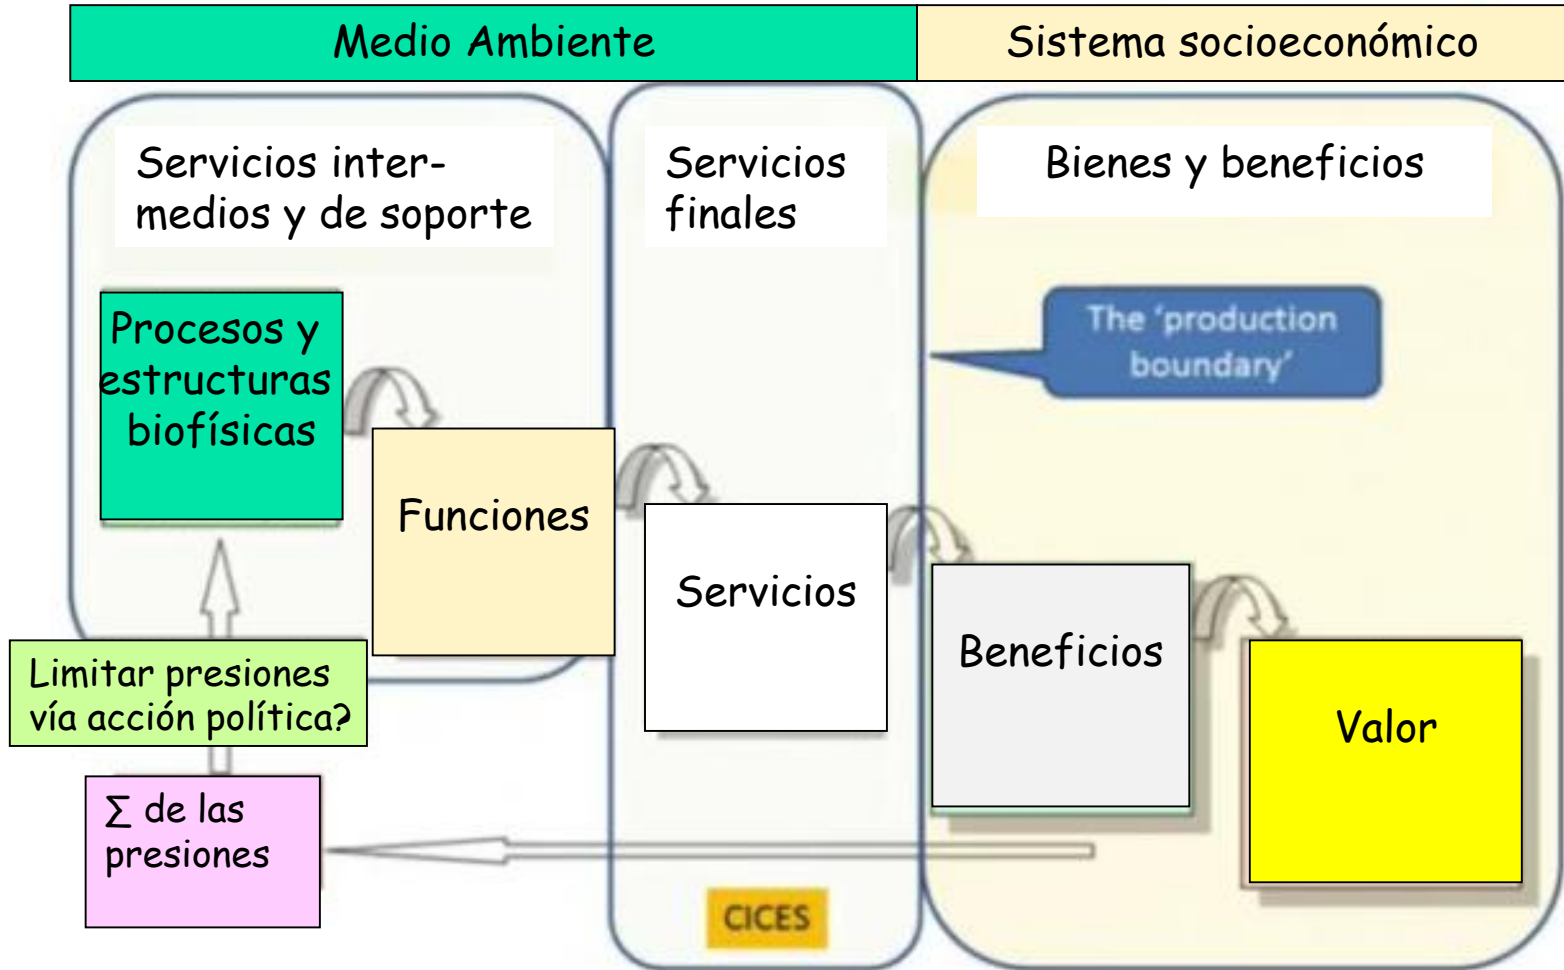 Medio Ambiente
Sistema socioeconómico
Servicios inter-
medios y de soporte
Servicios
finales
Bienes y beneficios
The 'production
boundary'
Procesos y
estructuras
biofísicas
Funciones
Servicios
Beneficios
Valor
Limitar presiones
vía acción política?
∑ de las
presiones
CICES